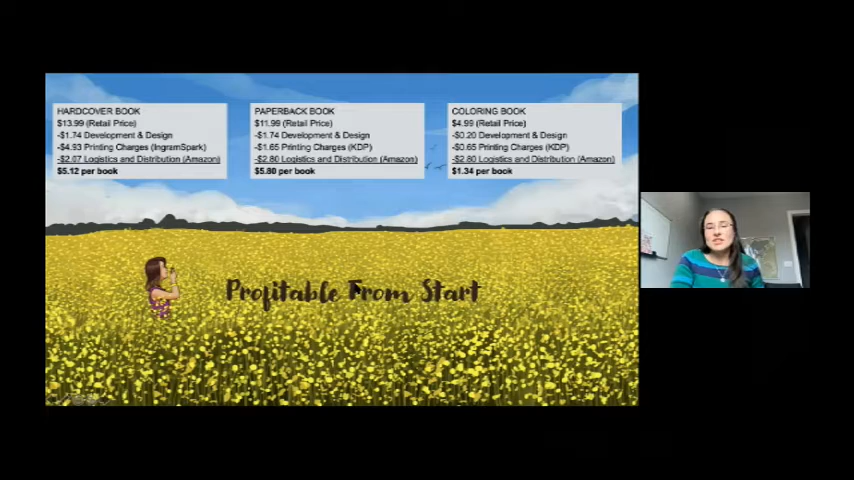 HARDCOVER BOOK
$13.99 (Retail Price)
-$1.74 Development & Design
-$4.93 Printing Charges (IngramSpark)
-$2.07 Logistics and Distribution (Amazon)
$5.12 per book
PAPERBACK BOOK
$11.99 (Retail Price)
-$1.74 Development & Design
-$1.65 Printing Charges (KDP)
-$2.80 Logistics and Distribution (Amazon)
$5.80 per book
COLORING BOOK
$4.99 (Retail Price)
-$0.20 Development & Design
-$0.65 Printing Charges (KDP)
-$2.80 Logistics and Distribution (Amazon)
$1.34 per book
Profitable From Start